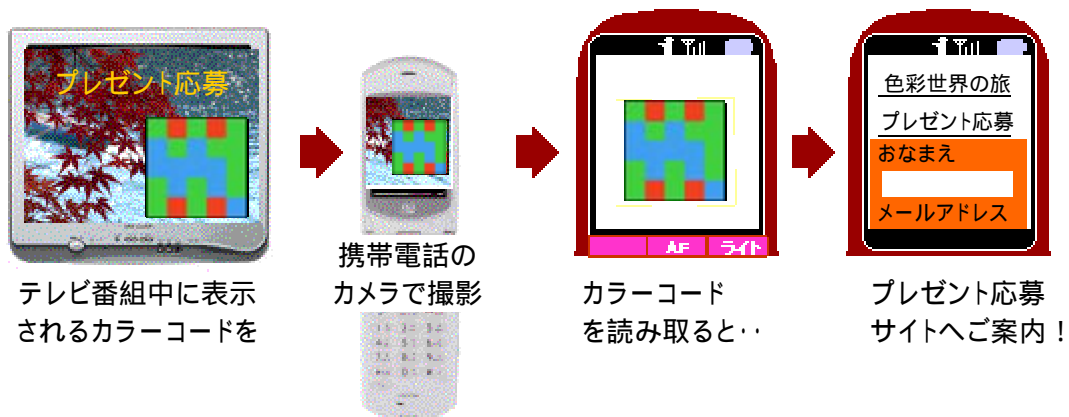 プレゼント応募
テレビ番組中に表示
されるカラーコードを
携帯電話の
カメラで撮影
AF
ライト
カラーコード
を読み取ると‥
色彩世界の旅
プレゼント応募
おなまえ
メールアドレス
プレゼント応募
サイトへご案内！